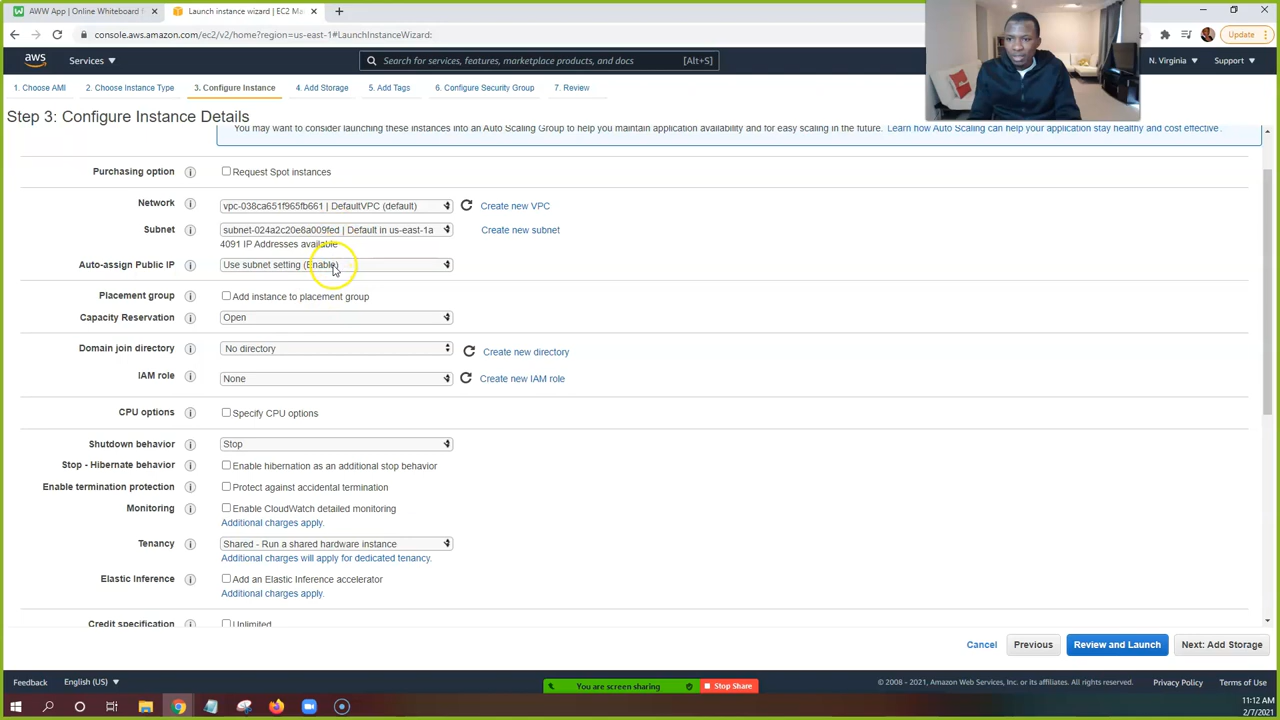 AWW App | Online Whiteboard
Launch instance wizard | EC2 Ma
console.aws.amazon.com/ec2/v2/home?region=us-east-1#LaunchInstanceWizard:
Update
aws
Services
Search for services, features, marketplace products, and docs
[Alt+S]
N. Virginia
Support
1. Choose AMI
2. Choose Instance Type
3. Configure Instance
4. Add Storage
5. Add Tags
6. Configure Security Group
7. Review
Step 3: Configure Instance Details
You may want to consider launching these instances into an Auto Scaling Group to help you maintain application availability and for easy scaling in the future. Learn how Auto Scaling can help your application stay healthy and cost effective.
Purchasing option
Request Spot instances
Network
vpc-038ca651f965fb661 | DefaultVPC (default)
Create new VPC
Subnet
subnet-024a2c20e8a009fed | Default in us-east-1a
Create new subnet
4091 IP Addresses available
Auto-assign Public IP
Use subnet setting (Enable)
Placement group
Add instance to placement group
Capacity Reservation
Open
Domain join directory
No directory
Create new directory
IAM role
None
Create new IAM role
CPU options
Specify CPU options
Shutdown behavior
Stop
Stop - Hibernate behavior
Enable hibernation as an additional stop behavior
Enable termination protection
Protect against accidental termination
Monitoring
Enable CloudWatch detailed monitoring
Additional charges apply.
Tenancy
Shared - Run a shared hardware instance
Additional charges will apply for dedicated tenancy.
Elastic Inference
Add an Elastic Inference accelerator
Additional charges apply.
Credit specification
Unlimited
Cancel
Previous
Review and Launch
Next: Add Storage
Feedback
English (US)
© 2008 - 2021, Amazon Web Services, Inc. or its affiliates. All rights reserved.
Privacy Policy
Terms of Use
You are screen sharing
Stop Share
11:12 AM
2/7/2021